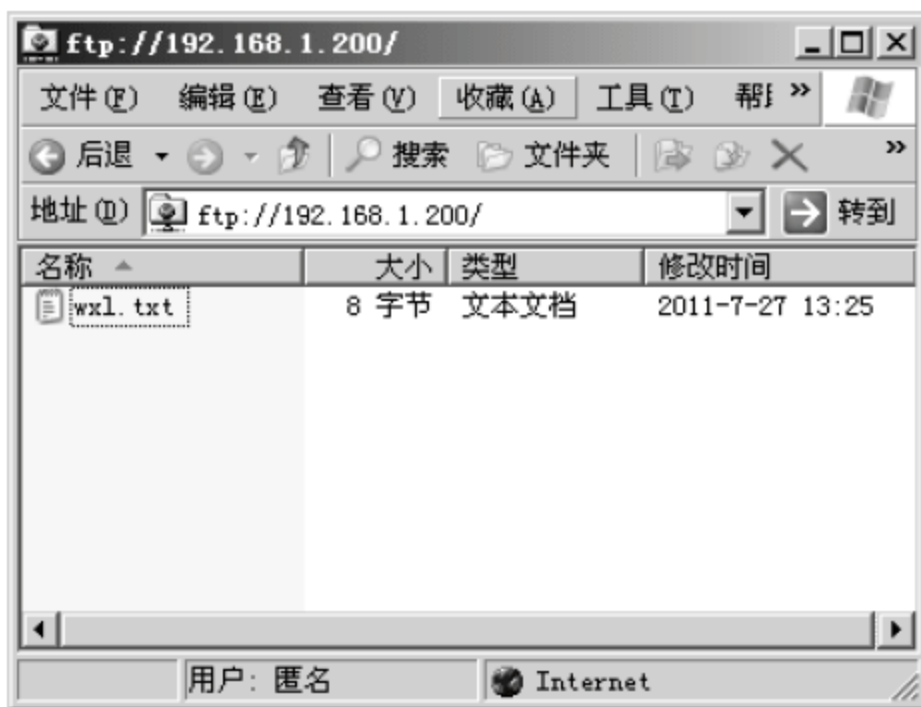 ftp://192.168.1.200/
文件(F) 编辑(E) 查看(V) 收藏(A) 工具(T) »
后退 搜索 文件夹 »
地址(D) ftp://192.168.1.200/ 转到
名称 大小 类型 修改时间
wxl.txt 8 字节 文本文档 2011-7-27 13:25
用户: 匿名 Internet